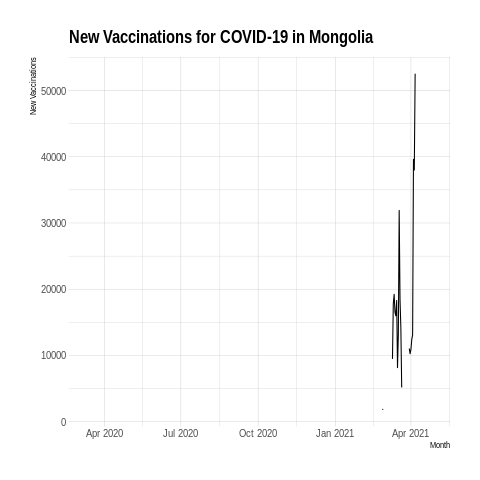 New Vaccinations for COVID-19 in Mongolia
New Vaccinations
50000
40000
30000
20000
10000
0
Apr 2020 Jul 2020 Oct 2020 Jan 2021 Apr 2021
Month